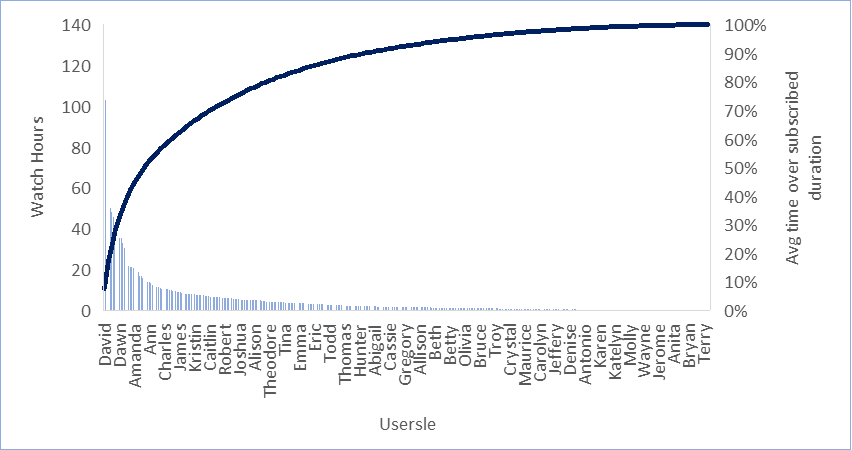 140
120
100
80
60
40
20
0
Watch Hours
100%
90%
80%
70%
60%
50%
40%
30%
20%
10%
0%
Avg time over subscribed
duration
David
Dawn
Amanda
Ann
Charles
James
Kristin
Caitlin
Robert
Joshua
Alison
Theodore
Tina
Emma
Eric
Todd
Thomas
Hunter
Abigail
Cassie
Gregory
Allison
Beth
Betty
Olivia
Bruce
Troy
Crystal
Maurice
Carolyn
Jeffery
Denise
Antonio
Karen
Katelyn
Molly
Wayne
Jerome
Anita
Bryan
Terry
Usersle